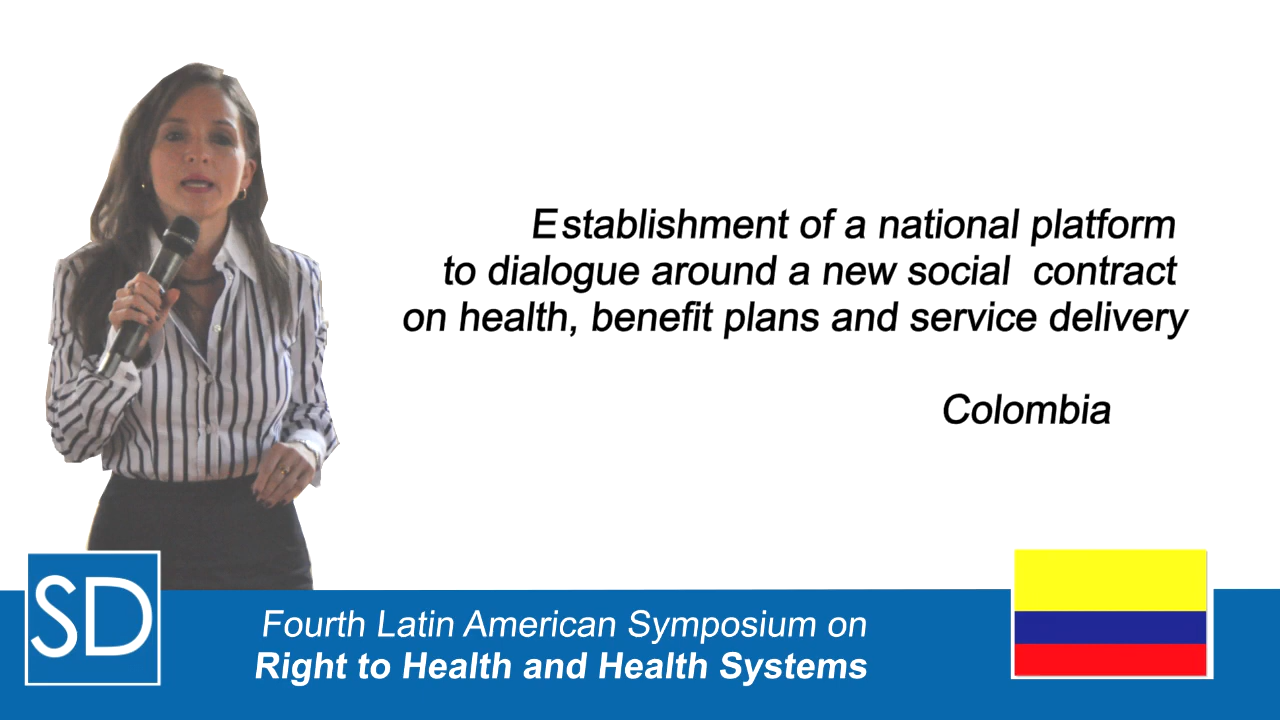 Establishment of a national platform
to dialogue around a new social contract
on health, benefit plans and service delivery
Colombia
SD
Fourth Latin American Symposium on
Right to Health and Health Systems